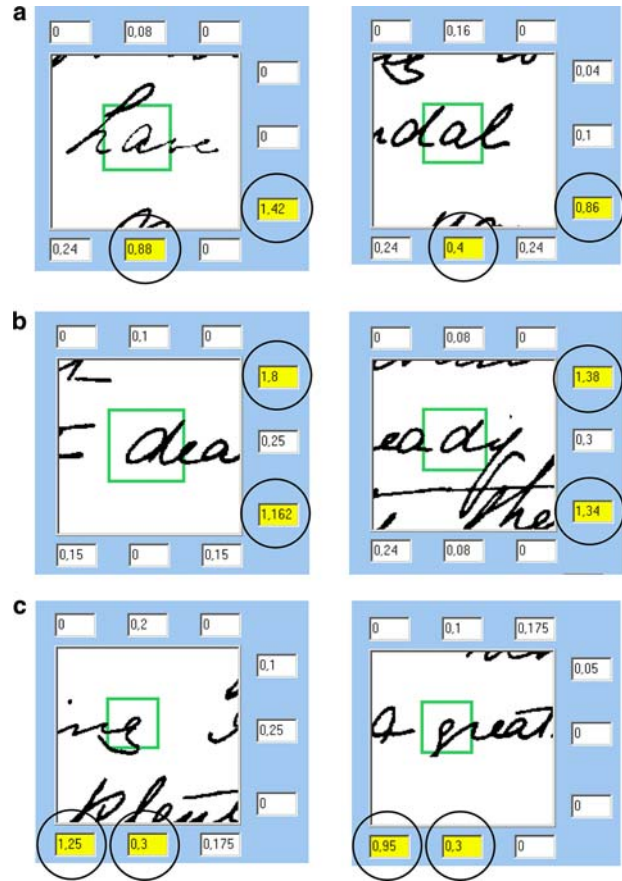 a
0 0,08 0 0 0,16 0
0 0,04
have dal
0 0,1
1,42 0,86
0,24 0,88 0 0,24 0,4 0,24
b
0 0,1 0 0 0,08 0
1,8 1,38
dea eady
0,25 0,3
The
1,162 1,34
0,15 0 0,15 0,24 0,08 0
c
0 0,2 0 0 0,1 0,175
0,1 0,05
ing a great
0,25 0
0 0
1,25 0,3 0,175 0,95 0,3 0